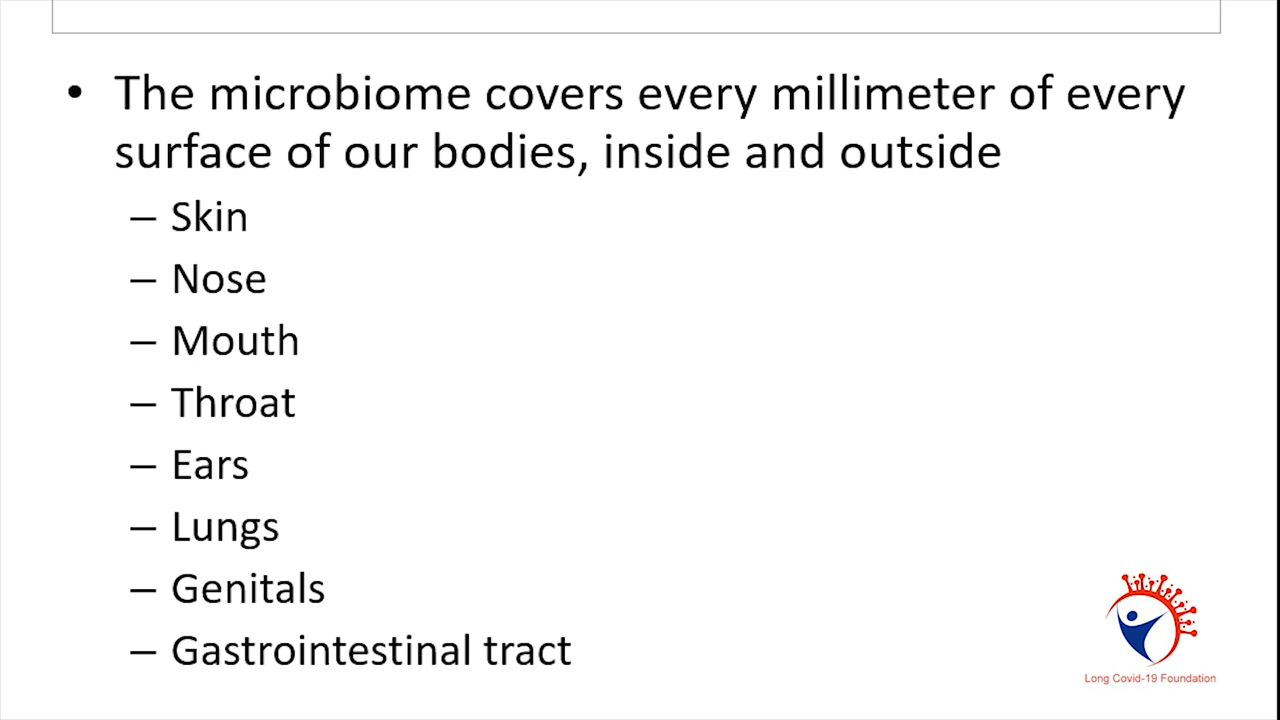 • The microbiome covers every millimeter of every
surface of our bodies, inside and outside
– Skin
– Nose
– Mouth
– Throat
– Ears
– Lungs
– Genitals
– Gastrointestinal tract
Long Covid-19 Foundation